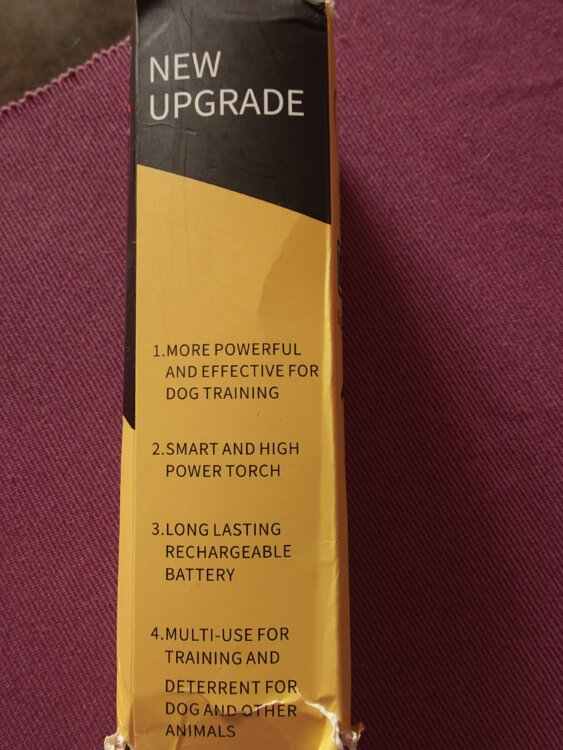 NEW
UPGRADE
1.MORE POWERFUL
AND EFFECTIVE FOR
DOG TRAINING
2.SMART AND HIGH
POWER TORCH
3.LONG LASTING
RECHARGEABLE
BATTERY
4.MULTI-USE FOR
TRAINING AND
DETERRENT FOR
DOG AND OTHER
ANIMALS